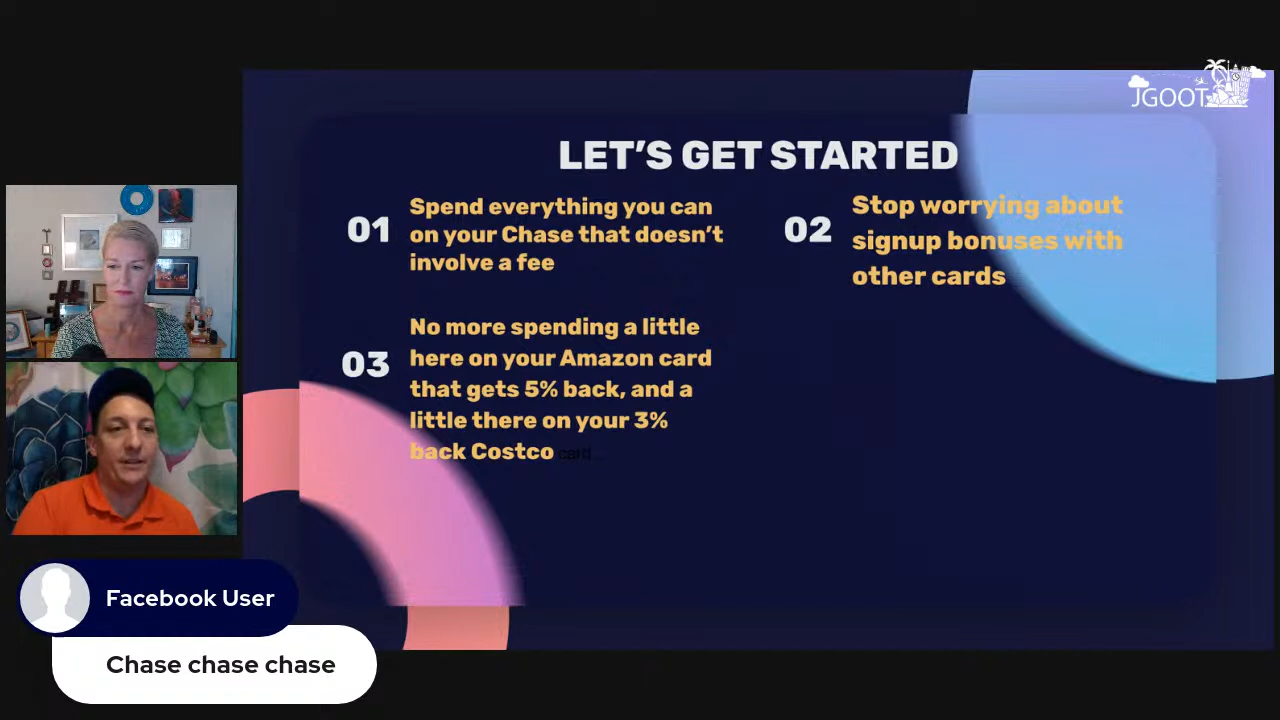 JGOOT
LET'S GET STARTED
01
Spend everything you can
on your Chase that doesn't
involve a fee
02
Stop worrying about
signup bonuses with
other cards
03
No more spending a little
here on your Amazon card
that gets 5% back, and a
little there on your 3%
back Costco card
Facebook User
Chase chase chase